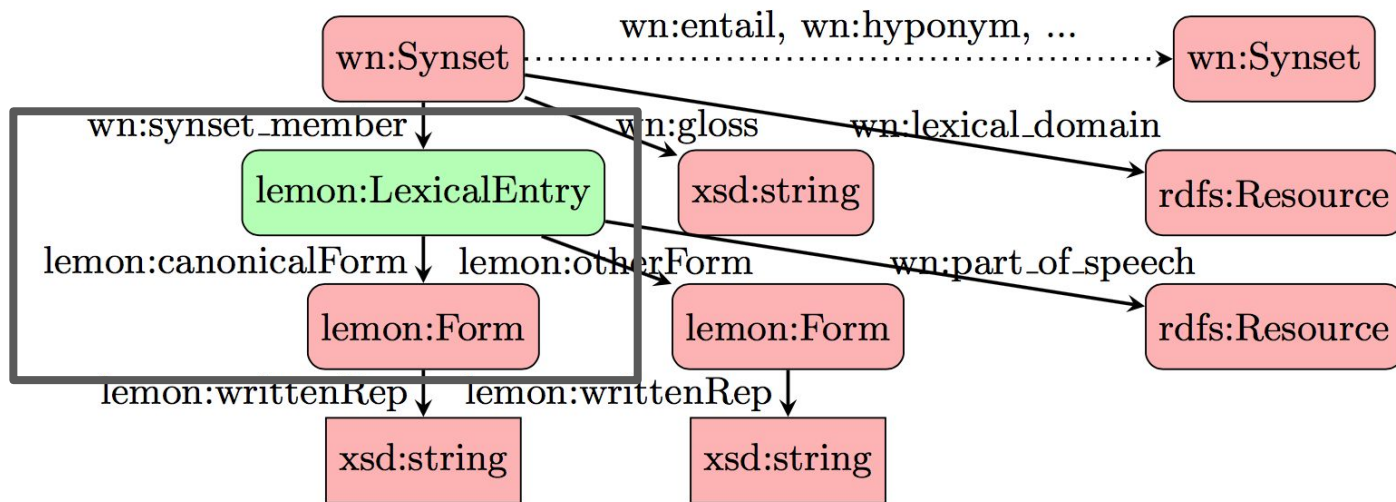 wn:entail, wn:hyponym, ...
wn:Synset wn:Synset
wn:synset_member wn:gloss wn:lexical_domain
lemon:LexicalEntry xsd:string rdfs:Resource
lemon:canonicalForm lemon:otherForm wn:part_of_speech
lemon:Form lemon:Form rdfs:Resource
lemon:writtenRep lemon:writtenRep
xsd:string xsd:string